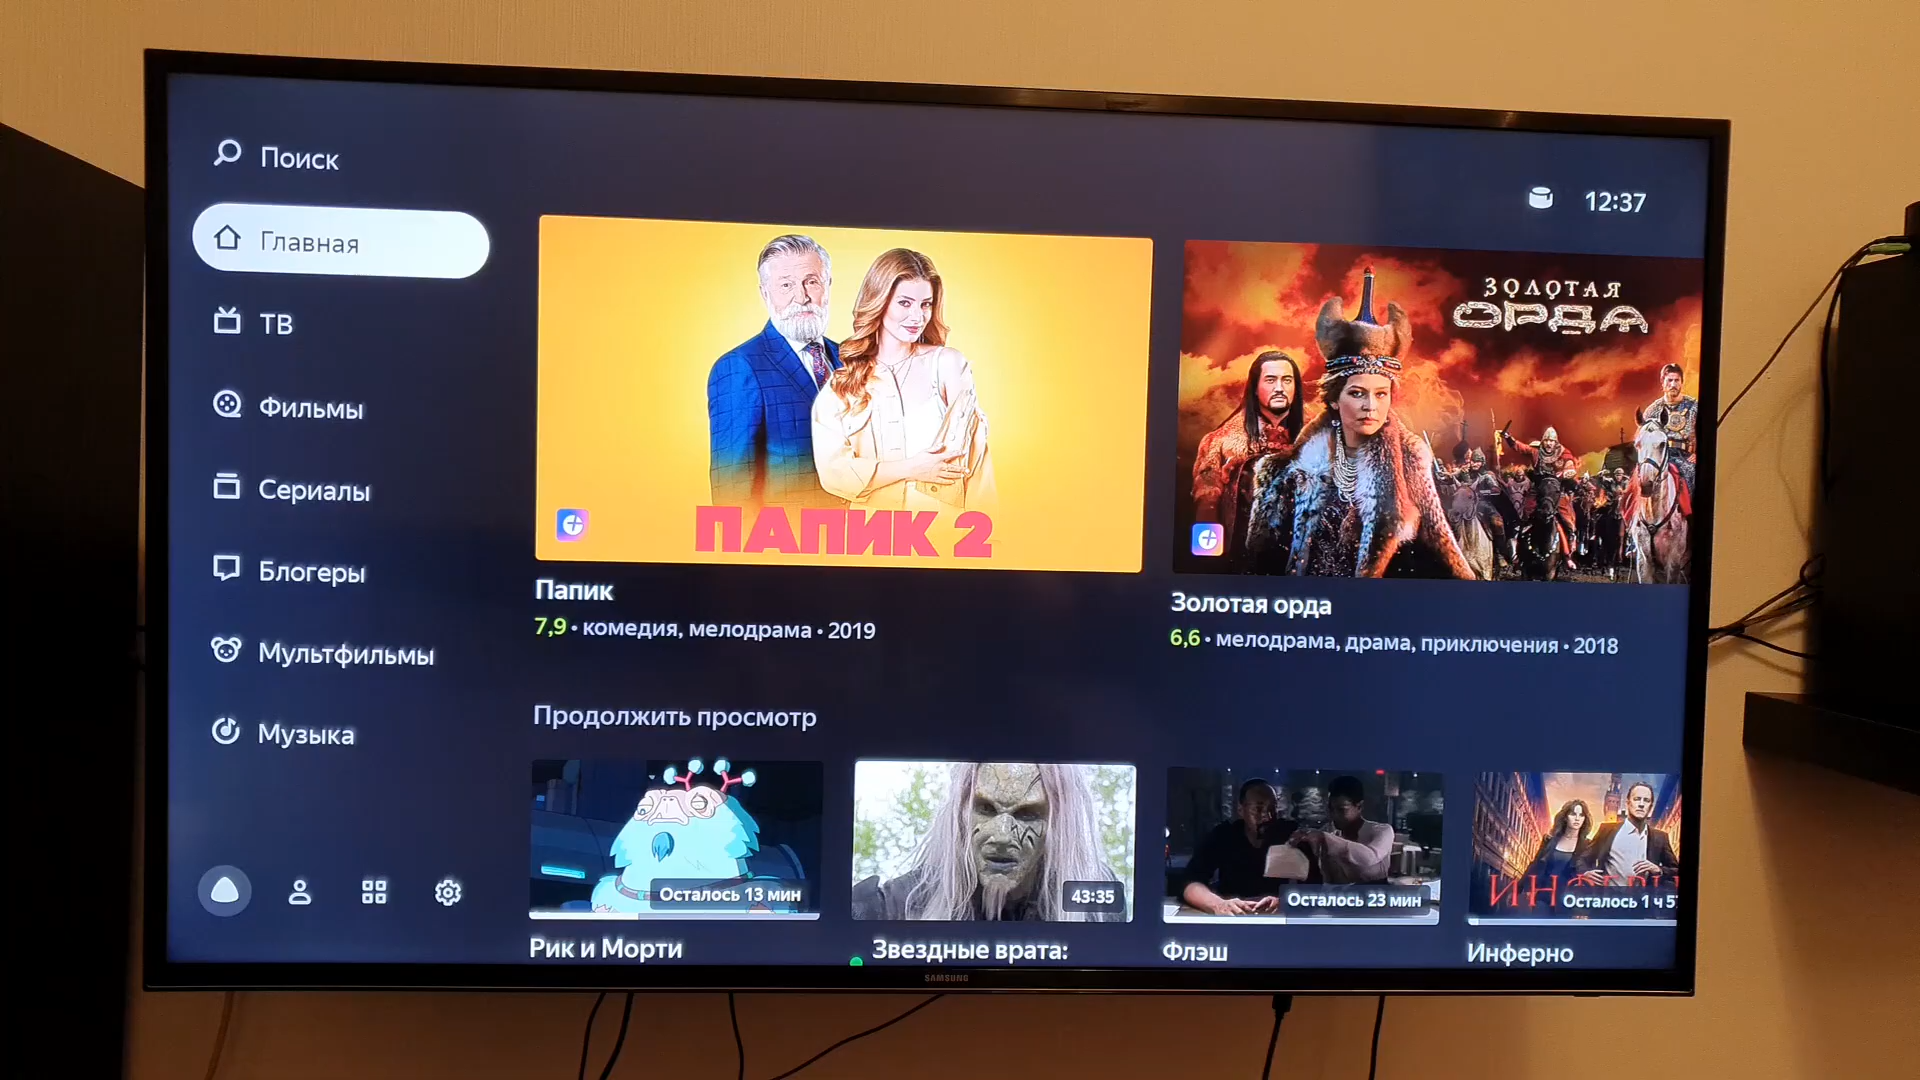 Поиск
Главная
ТВ
Фильмы
Сериалы
Блогеры
Мультфильмы
Музыка
12:37
ПАПИК 2
ЗОЛОТАЯ
ОРДА
Папик
7,9 • комедия, мелодрама • 2019
Золотая орда
6,6 • мелодрама, драма, приключения • 2018
Продолжить просмотр
Осталось 13 мин
43:35
Осталось 23 мин
Осталось 1 ч 5
Рик и Морти
Звездные врата:
Флэш
Инферно
SAMSUNG